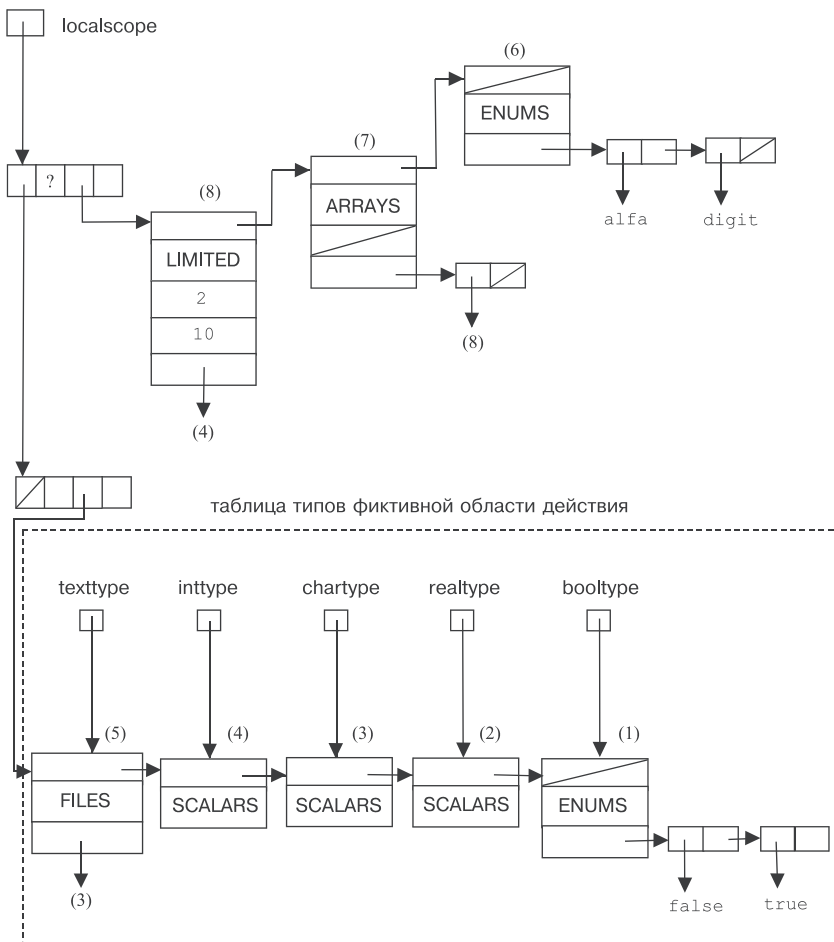 localscope
(6)
ENUMS
(7)
?
(8)
ARRAYS
alfa digit
LIMITED
2
(8)
10
(4)
таблица типов фиктивной области действия
texttype inttype chartype realtype booltype
(5) (4) (3) (2) (1)
FILES SCALARS SCALARS SCALARS ENUMS
(3)
false true